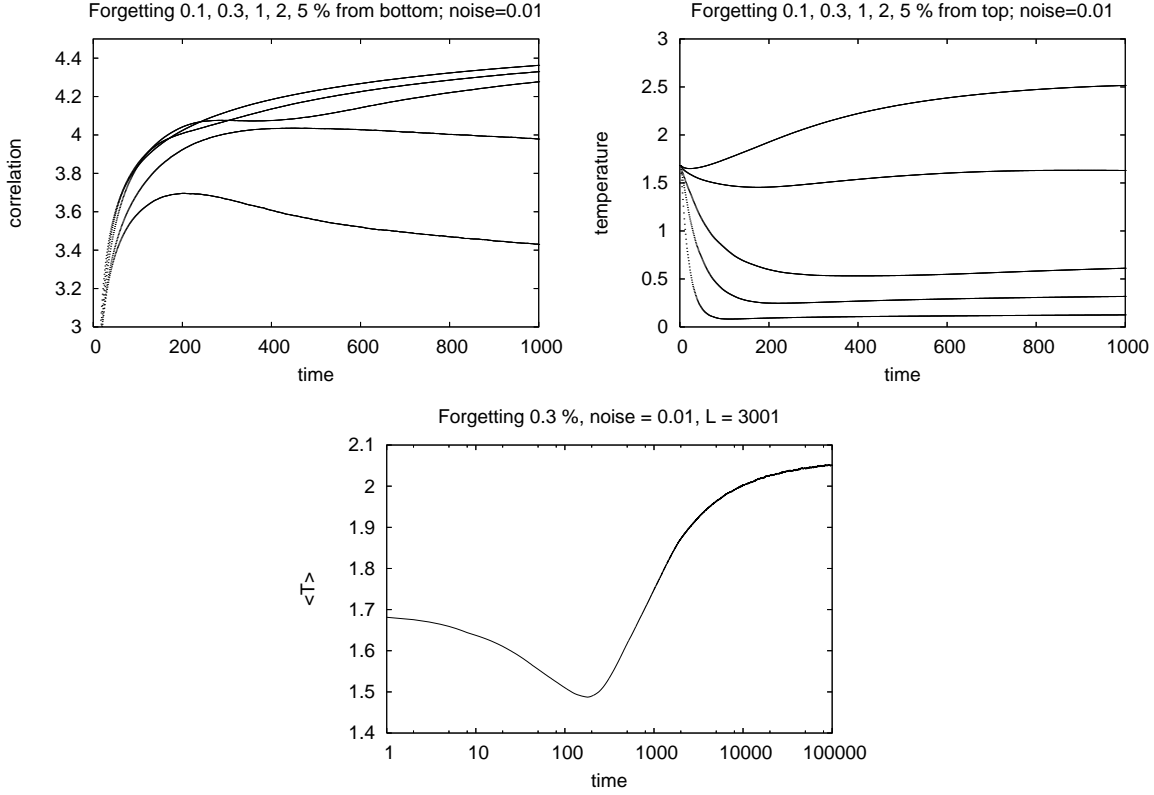 Forgetting 0.1, 0.3, 1, 2, 5 % from bottom; noise=0.01
4.4
4.2
4
3.8
3.6
3.4
3.2
3
correlation
0 200 400 600 800 1000
time
Forgetting 0.1, 0.3, 1, 2, 5 % from top; noise=0.01
3
2.5
2
1.5
1
0.5
0
temperature
0 200 400 600 800 1000
time
Forgetting 0.3 %, noise = 0.01, L = 3001
2.1
2
1.9
1.8
1.7
1.6
1.5
1.4
<T>
1 10 100 1000 10000 100000
time